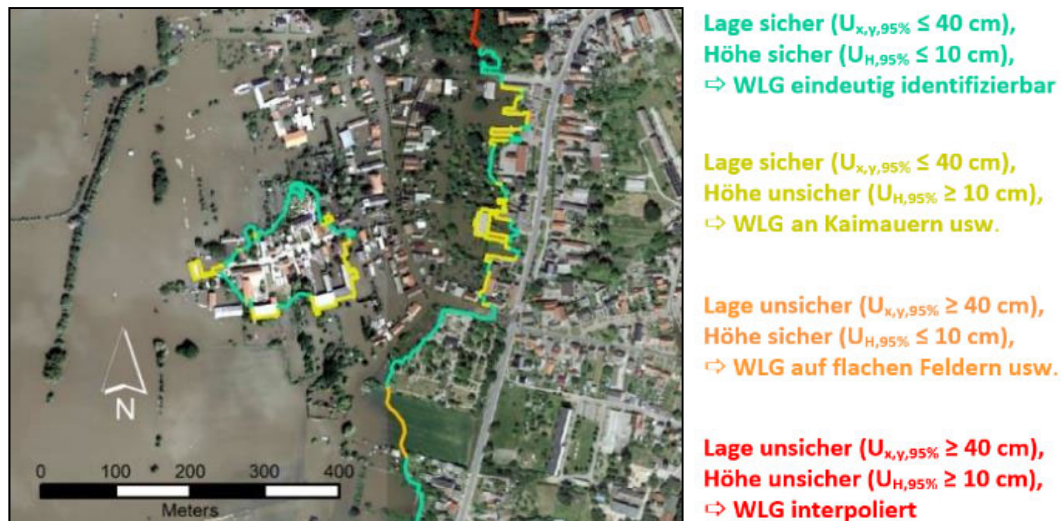 Lage sicher (Ux,y,95% ≤ 40 cm),
Höhe sicher (UH,95% ≤ 10 cm),
⇨ WLG eindeutig identifizierbar
Lage sicher (Ux,y,95% ≤ 40 cm),
Höhe unsicher (UH,95% ≥ 10 cm),
⇨ WLG an Kaimauern usw.
Lage unsicher (Ux,y,95% ≥ 40 cm),
Höhe sicher (UH,95% ≤ 10 cm),
⇨ WLG auf flachen Feldern usw.
Lage unsicher (Ux,y,95% ≥ 40 cm),
Höhe unsicher (UH,95% ≥ 10 cm),
⇨ WLG interpoliert
N
0 100 200 300 400
Meters